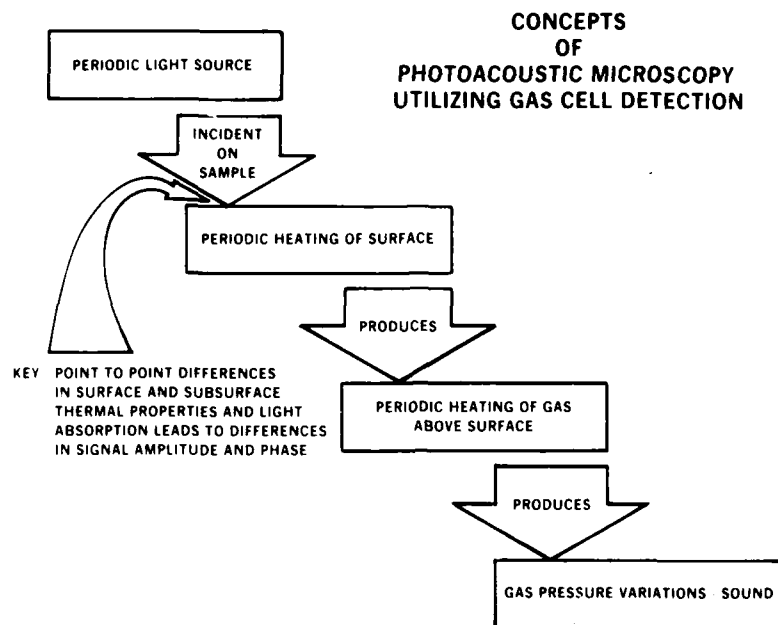 CONCEPTS
OF
PHOTOACOUSTIC MICROSCOPY
UTILIZING GAS CELL DETECTION
PERIODIC LIGHT SOURCE
INCIDENT
ON
SAMPLE
PERIODIC HEATING OF SURFACE
PRODUCES
KEY POINT TO POINT DIFFERENCES
IN SURFACE AND SUBSURFACE
THERMAL PROPERTIES AND LIGHT
ABSORPTION LEADS TO DIFFERENCES
IN SIGNAL AMPLITUDE AND PHASE
PERIODIC HEATING OF GAS
ABOVE SURFACE
PRODUCES
GAS PRESSURE VARIATIONS SOUND